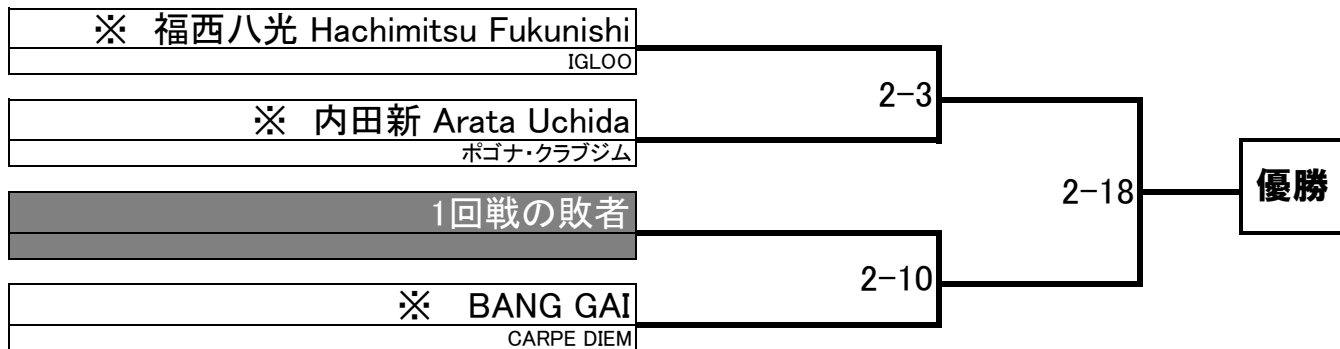 ※ 福西八光 Hachimitsu Fukunishi
IGLOO
2-3
※ 内田新 Arata Uchida
ポゴナ・クラブジム
2-18
優勝
1回戦の敗者
2-10
※ BANG GAI
CARPE DIEM